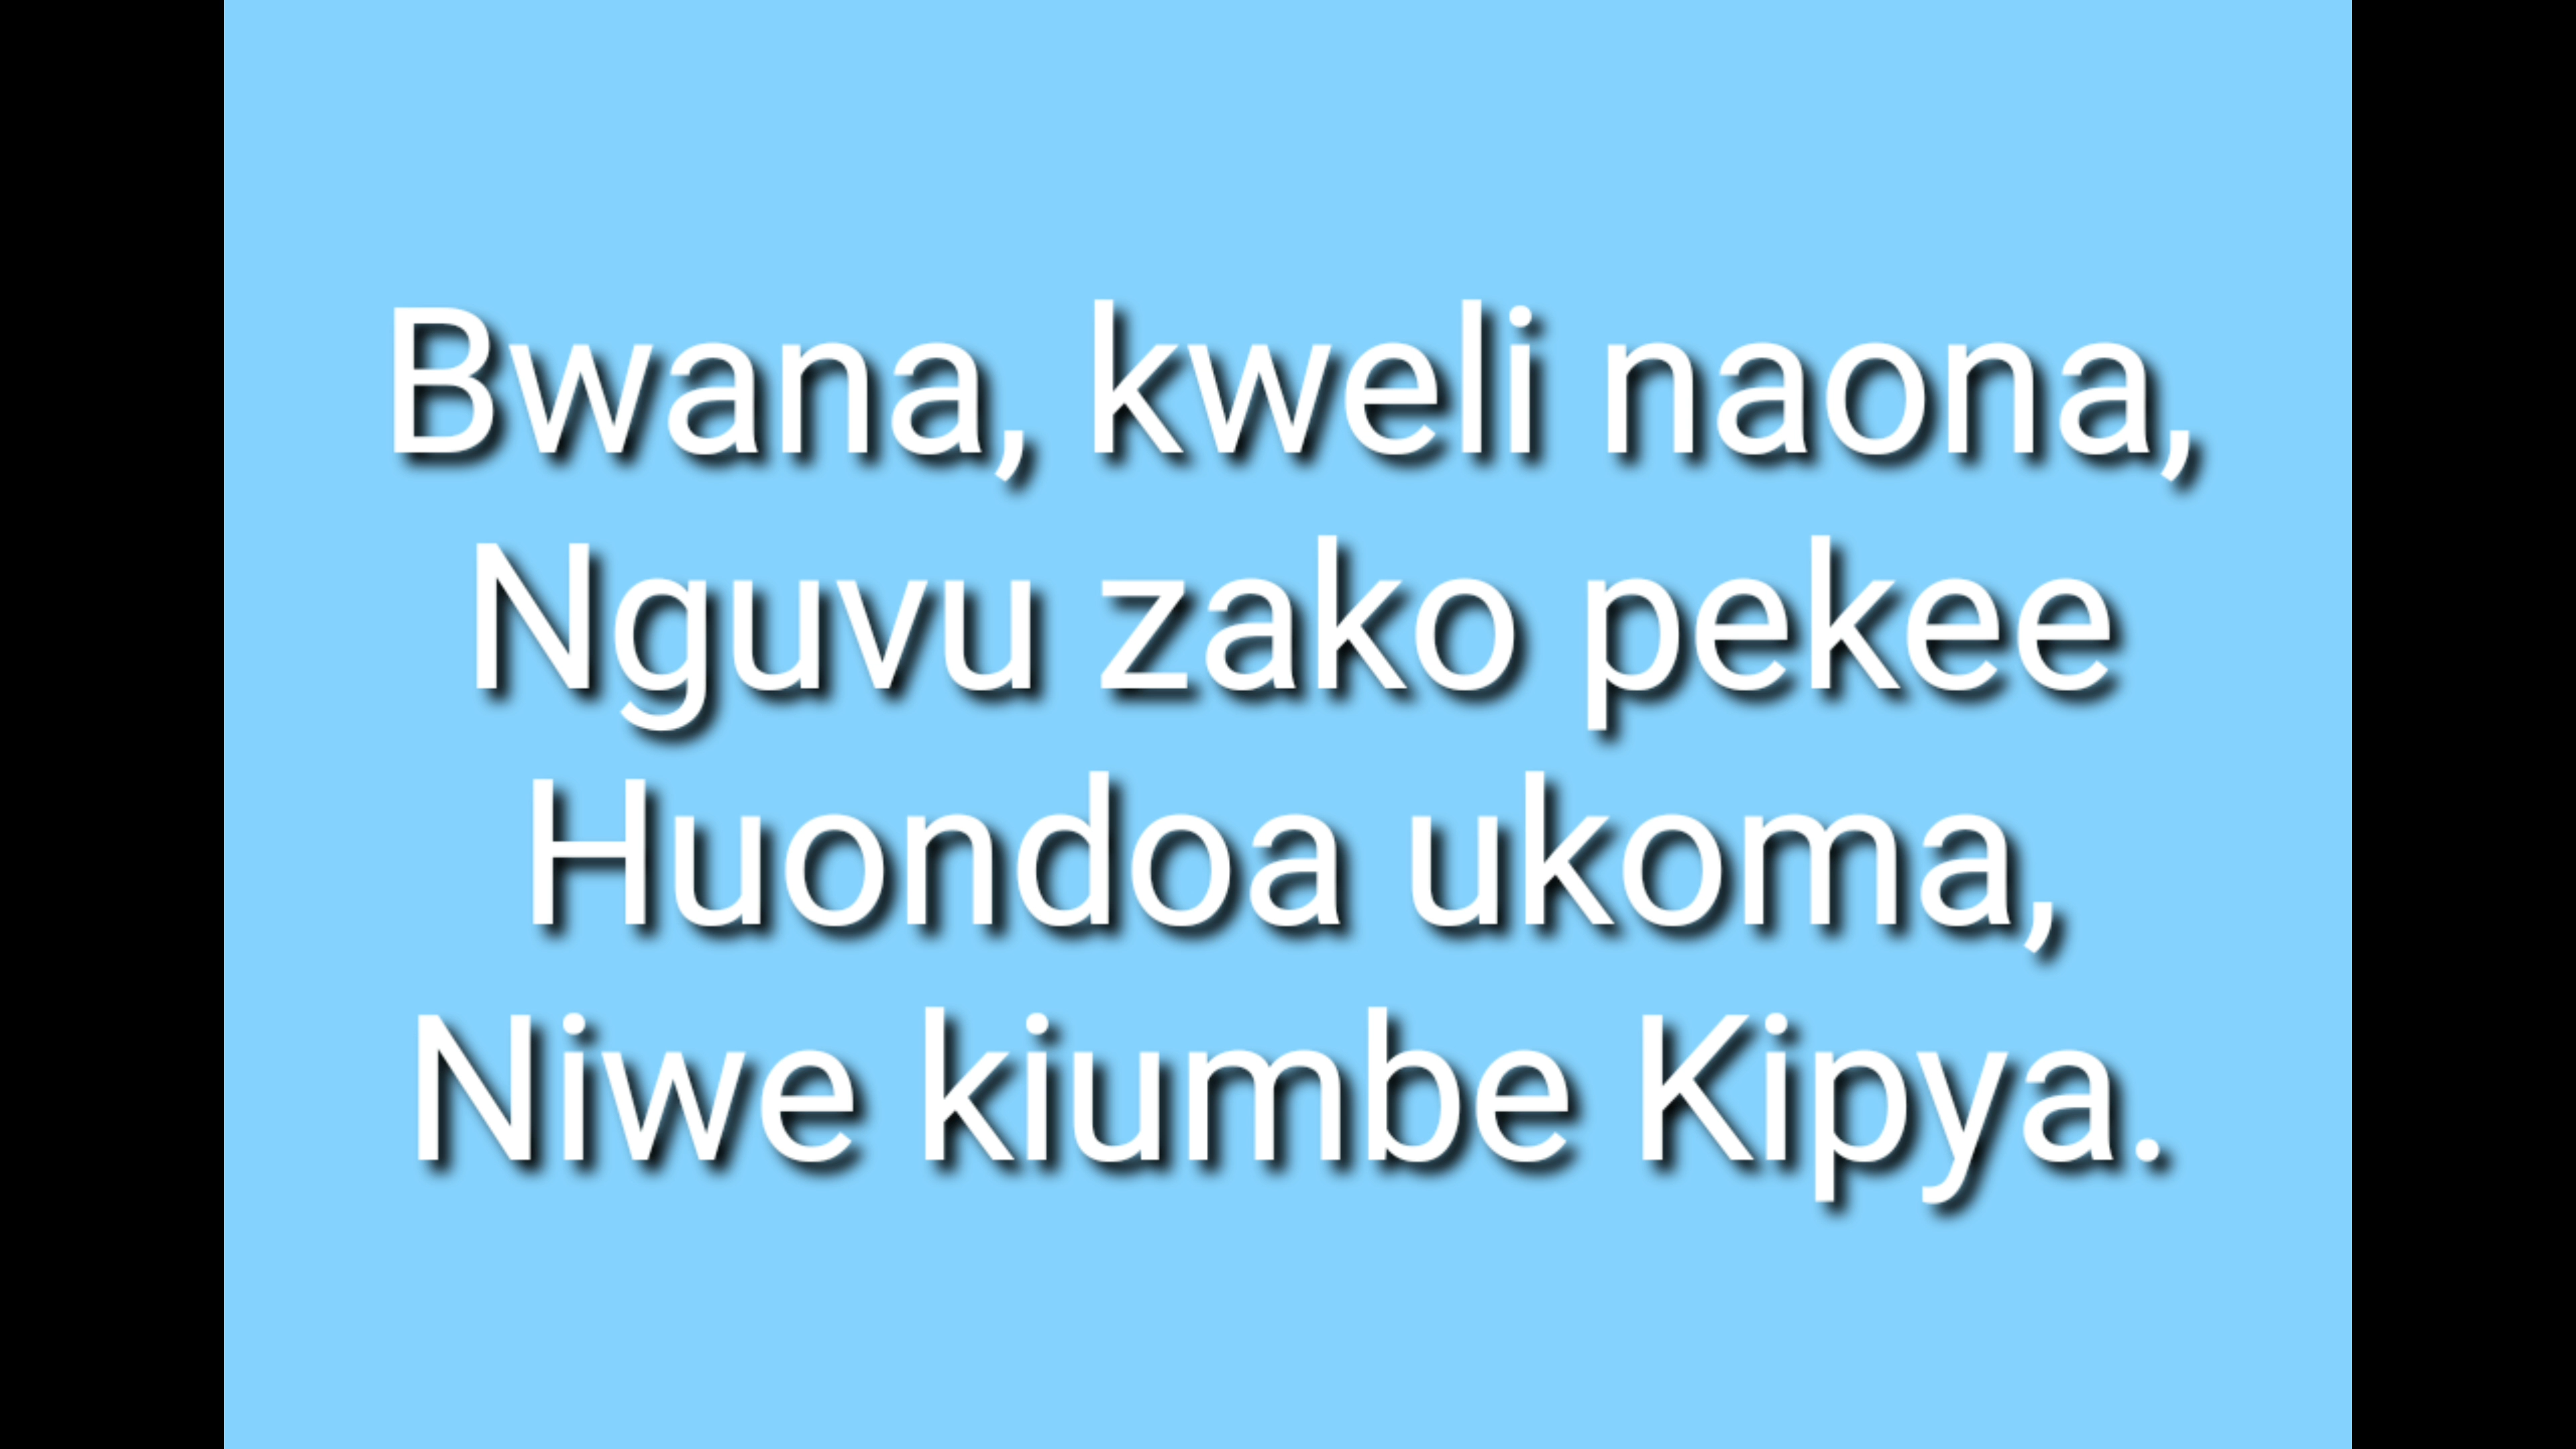 Bwana, kweli naona,
Nguvu zako pekee
Huondoa ukoma,
Niwe kiumbe Kipya.